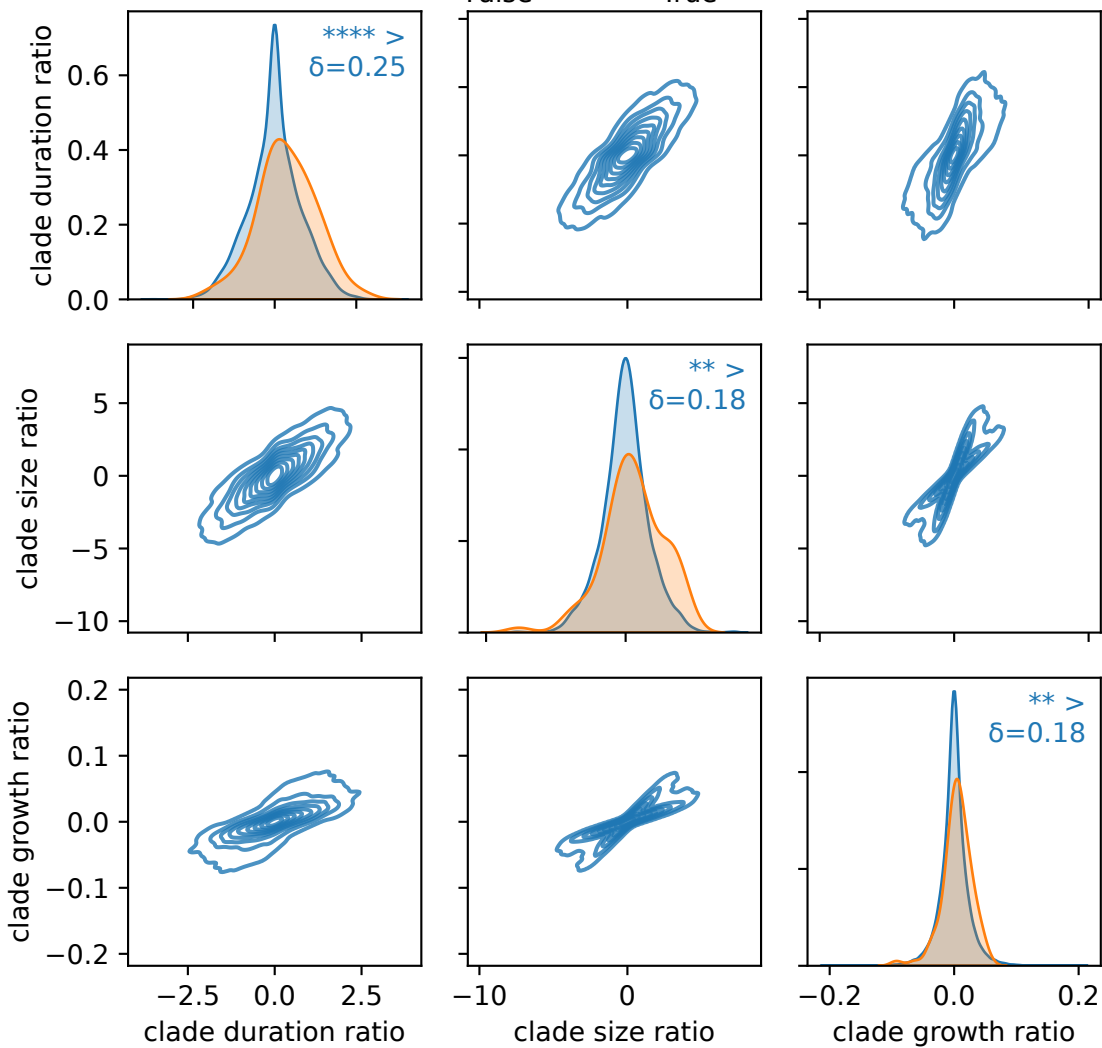 False True
clade duration ratio
0.6
0.4
0.2
0.0
**** >
δ=0.25
clade size ratio
5
0
−5
−10
** >
δ=0.18
clade growth ratio
0.2
0.1
0.0
−0.1
−0.2
** >
δ=0.18
−2.5 0.0 2.5
−10 0
−0.2 0.0 0.2
clade duration ratio
clade size ratio
clade growth ratio